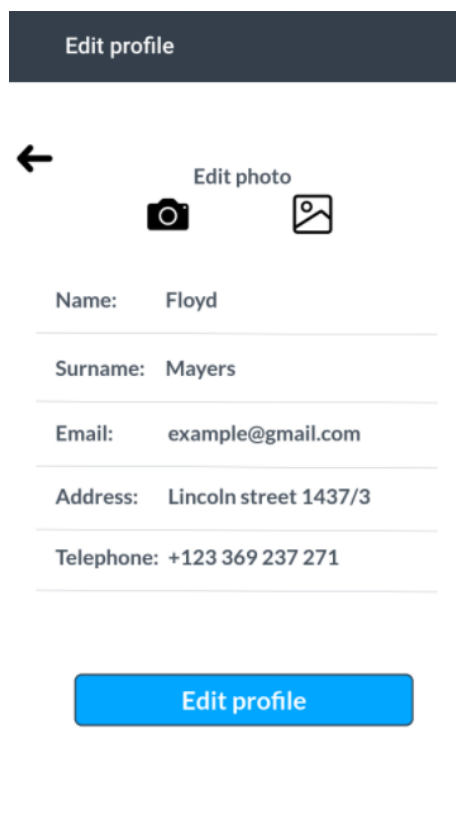 Edit profile
Edit photo
Name: Floyd
Surname: Mayers
Email: example@gmail.com
Address: Lincoln street 1437/3
Telephone: +123 369 237 271
Edit profile